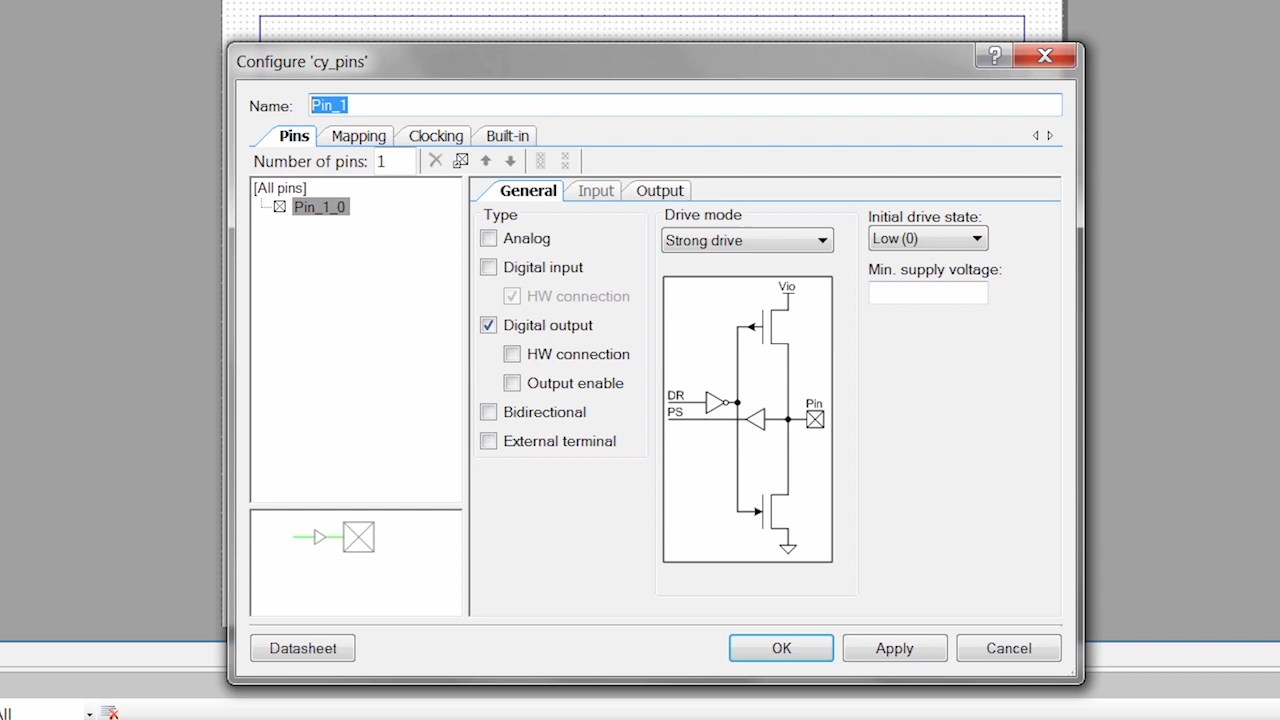 Configure 'cy_pins'
Name: Pin_1
Pins Mapping Clocking Built-in
Number of pins: 1
[All pins]
Pin_1_0
General Input Output
Type
Analog
Digital input
HW connection
Digital output
HW connection
Output enable
Bidirectional
External terminal
Drive mode
Strong drive
Vio
DR
PS
Pin
Initial drive state:
Low (0)
Min. supply voltage:
Datasheet OK Apply Cancel
All